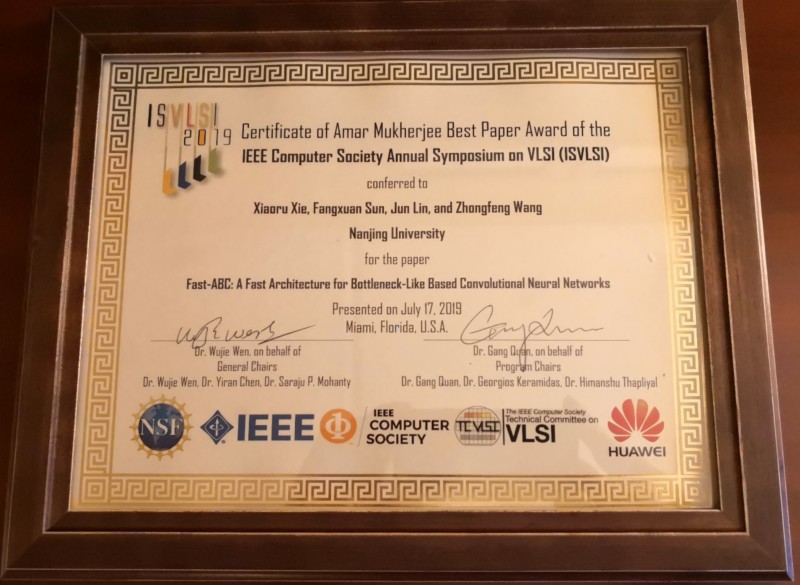 ISVLSI
2019
Certificate of Amar Mukherjee Best Paper Award of the
IEEE Computer Society Annual Symposium on VLSI (ISVLSI)
conferred to
Xiaoru Xie, Fangxuan Sun, Jun Lin, and Zhongfeng Wang
Nanjing University
for the paper
Fast-ABC: A Fast Architecture for Bottleneck-Like Based Convolutional Neural Networks
Presented on July 17, 2019
Miami, Florida, U.S.A.
Dr. Wujie Wen, on behalf of
General Chairs
Dr. Wujie Wen, Dr. Yiran Chen, Dr. Saraju P. Mohanty
Dr. Gang Quan, on behalf of
Program Chairs
Dr. Gang Quan, Dr. Georgios Keramidas, Dr. Himanshu Thapliyal
NSF
IEEE
IEEE
COMPUTER
SOCIETY
TCVLSI
The IEEE Computer Society
Technical Committee on
VLSI
HUAWEI